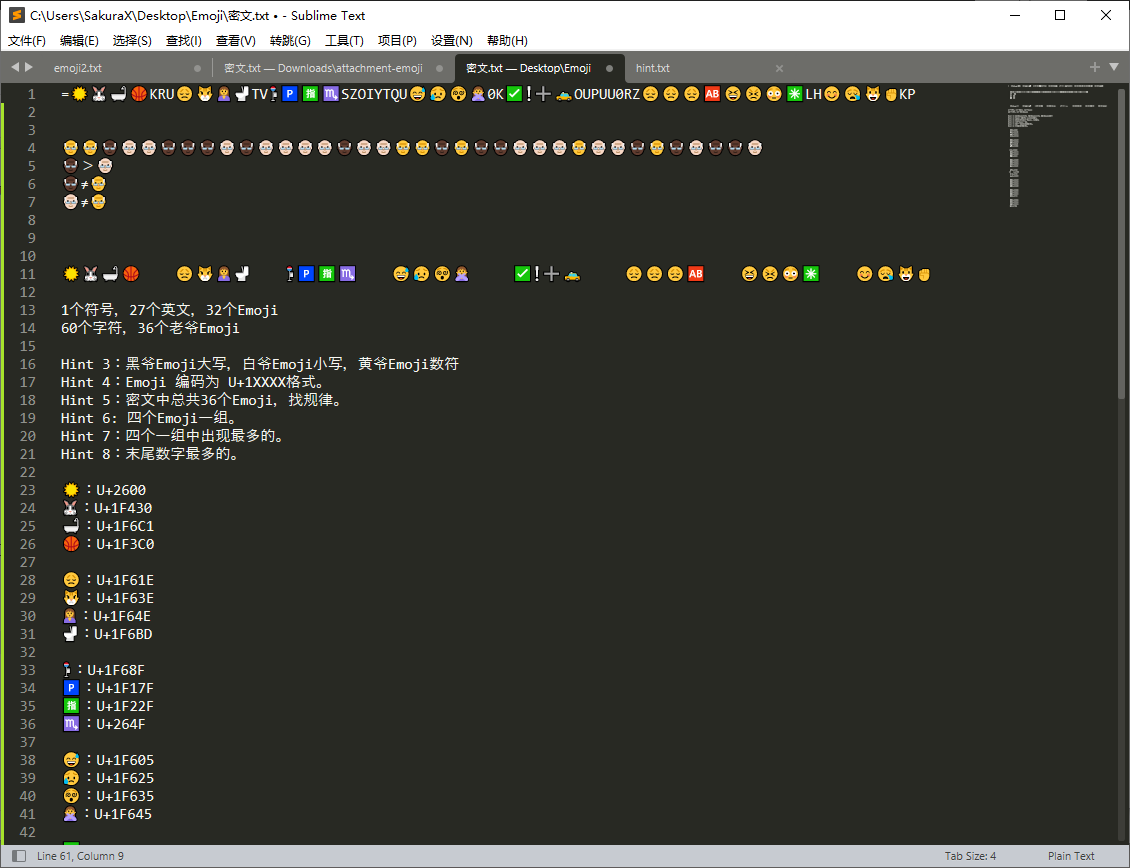 C:\Users\SakuraX\Desktop\Emoji\密文.txt • - Sublime Text
文件(F) 编辑(E) 选择(S) 查找(I) 查看(V) 转跳(G) 工具(T) 项目(P) 设置(N) 帮助(H)
emoji2.txt 密文.txt — Downloads\attachment-emoji 密文.txt — Desktop\Emoji hint.txt
1 =☀🐰🛁🏀KRU😞😾🙎🚽TV🚏🅿🈯♏SZOIYTQU😅😥😵🙅0K✅❗➕🚤OUPUU0RZ😔😔😔🆎😆😣😳✳LH😊😪😺✊KP
2
3
4
5 >
6 ≠
7 ≠
8
9
10
11 ☀🐰🛁🏀 😞😾🙎🚽 🚏🅿🈯♏ 😅😥😵🙅 ✅❗➕🚤 😔😔😔🆎 😆😣😳✳ 😊😪😺✊
12
13 1个符号, 27个英文, 32个Emoji
14 60个字符, 36个老爷Emoji
15
16 Hint 3：黑爷Emoji大写, 白爷Emoji小写, 黄爷Emoji数符
17 Hint 4：Emoji 编码为 U+1XXXX格式。
18 Hint 5：密文中总共36个Emoji, 找规律。
19 Hint 6: 四个Emoji一组。
20 Hint 7：四个一组中出现最多的。
21 Hint 8：末尾数字最多的。
22
23 ☀：U+2600
24 🐰：U+1F430
25 🛁：U+1F6C1
26 🏀：U+1F3C0
27
28 😞：U+1F61E
29 😾：U+1F63E
30 🙎：U+1F64E
31 🚽：U+1F6BD
32
33 🚏：U+1F68F
34 🅿：U+1F17F
35 🈯：U+1F22F
36 ♏：U+264F
37
38 😅：U+1F605
39 😥：U+1F625
40 😵：U+1F635
41 🙅：U+1F645
42
Line 61, Column 9 Tab Size: 4 Plain Text